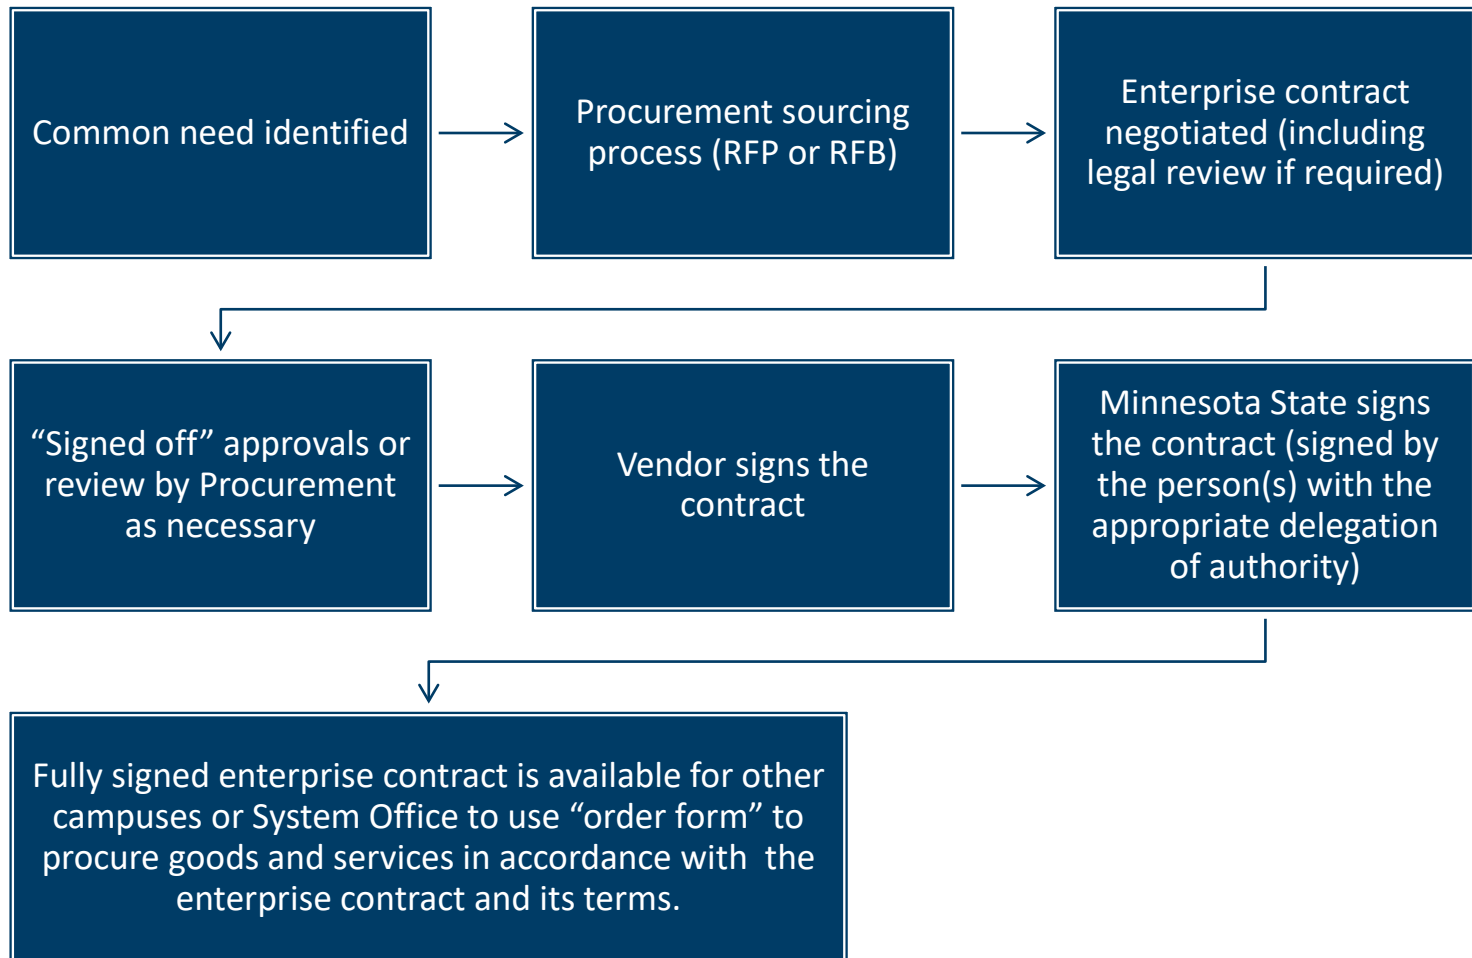 Common need identified
Procurement sourcing
process (RFP or RFB)
Enterprise contract
negotiated (including
legal review if required)
“Signed off” approvals or
review by Procurement
as necessary
Vendor signs the
contract
Minnesota State signs
the contract (signed by
the person(s) with the
appropriate delegation
of authority)
Fully signed enterprise contract is available for other
campuses or System Office to use “order form” to
procure goods and services in accordance with  the
enterprise contract and its terms.